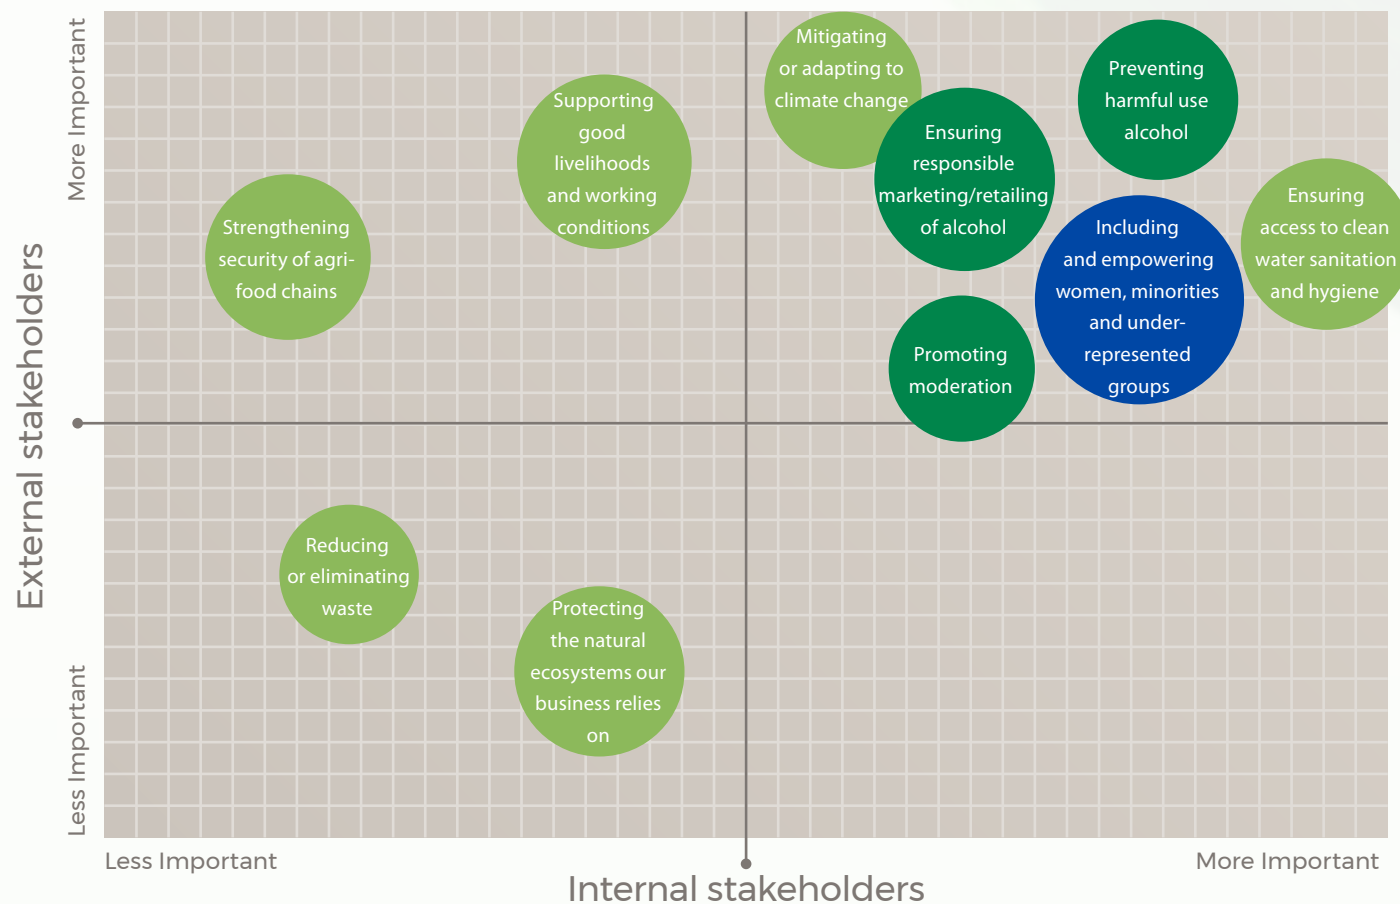 More Important
External stakeholders
Less Important
Mitigating
or adapting to
climate change
Preventing
harmful use
alcohol
Supporting
good
livelihoods
and working
conditions
Ensuring
responsible
marketing/retailing
of alcohol
Strengthening
security of agri-
food chains
Including
and empowering
women, minorities
and under-
represented
groups
Ensuring
access to clean
water sanitation
and hygiene
Promoting
moderation
Reducing
or eliminating
waste
Protecting
the natural
ecosystems our
business relies
on
Less Important
Internal stakeholders
More Important